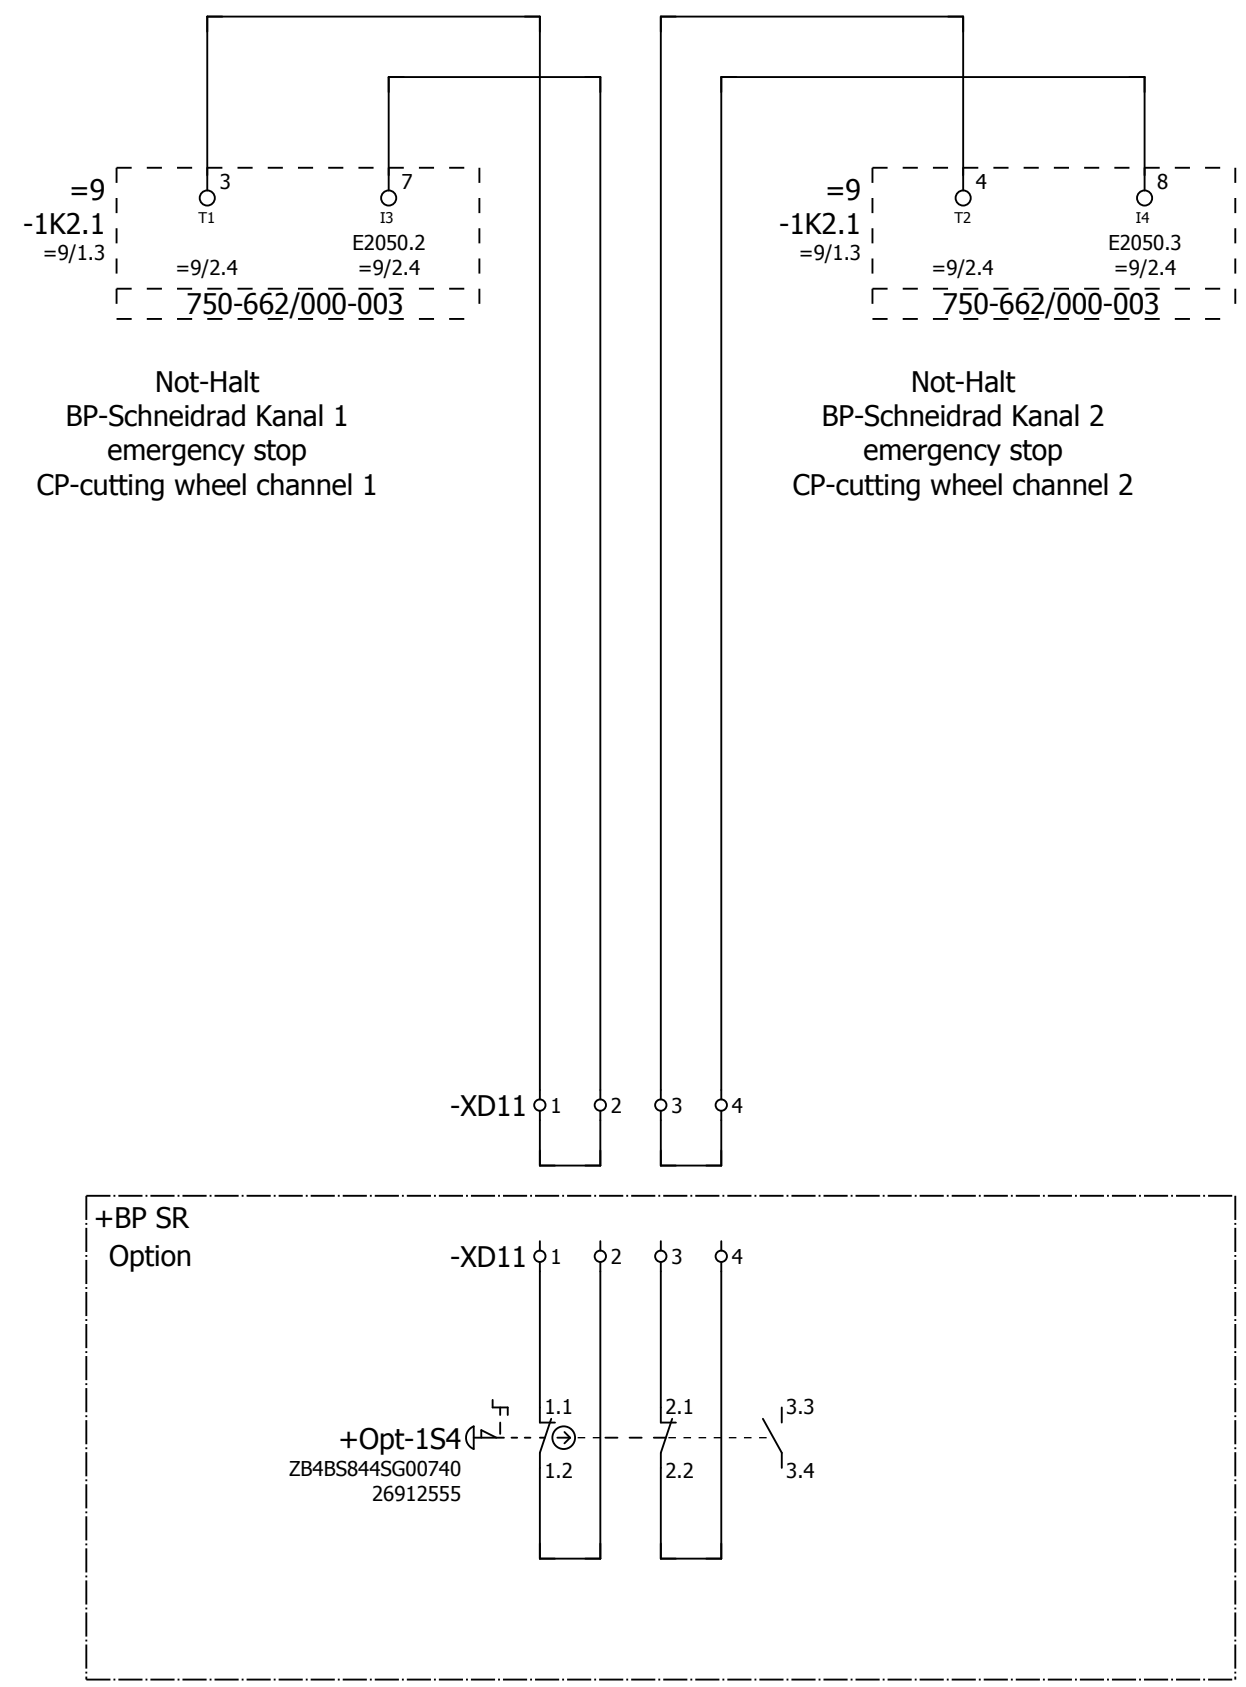 3
7
=9
T1
I3
-1K2.1
E2050.2
=9/1.3
=9/2.4
=9/2.4
750-662/000-003
Not-Halt
BP-Schneidrad Kanal 1
emergency stop
CP-cutting wheel channel 1
4
8
=9
T2
I4
-1K2.1
E2050.3
=9/1.3
=9/2.4
=9/2.4
750-662/000-003
Not-Halt
BP-Schneidrad Kanal 2
emergency stop
CP-cutting wheel channel 2
-XD11 1 2 3 4
+BP SR
Option
-XD11 1 2 3 4
1.1 2.1 3.3
+Opt-1S4
ZB4BS844SG00740
1.2 2.2 3.4
26912555